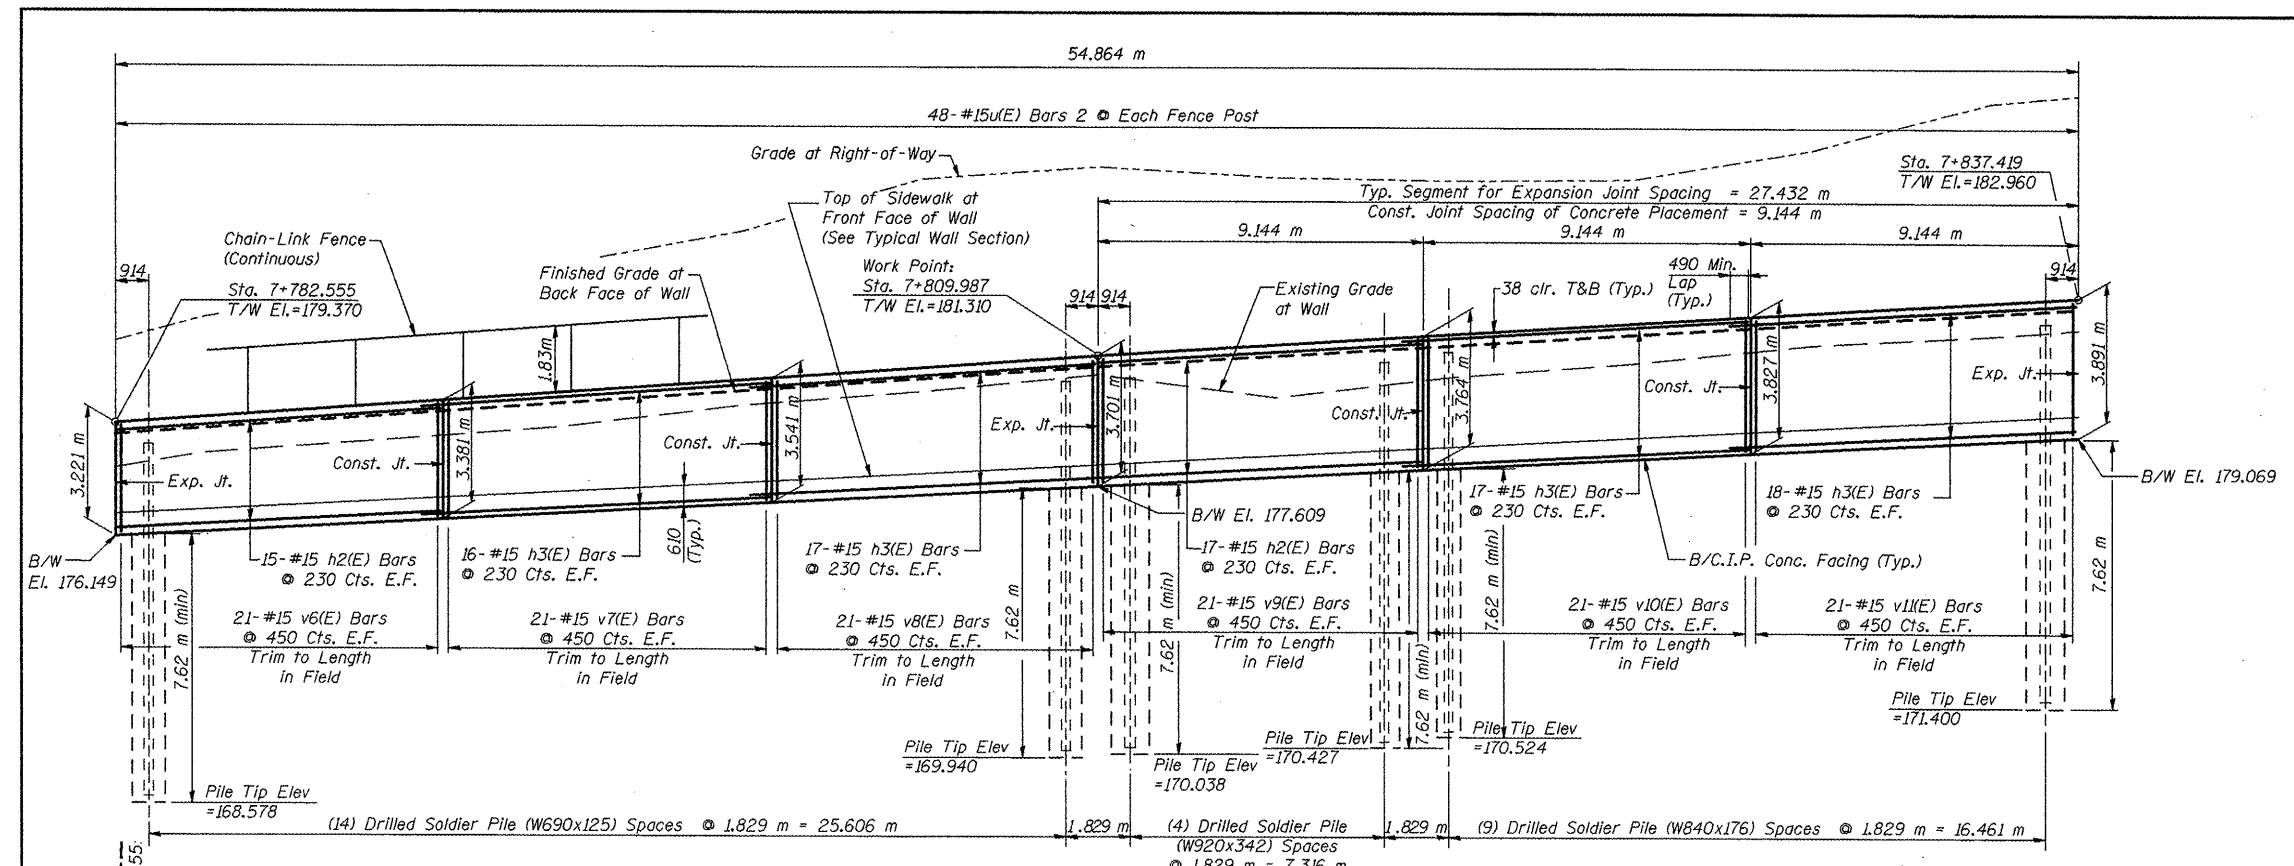 54.864 m
48-#15u(E) Bars 2 @ Each Fence Post
Grade at Right-of-Way
Sta. 7+837.419
T/W El.=182.960
Typ. Segment for Expansion Joint Spacing = 27.432 m
Const. Joint Spacing of Concrete Placement = 9.144 m
9.144 m
9.144 m
9.144 m
Top of Sidewalk at
Front Face of Wall
(See Typical Wall Section)
Chain-Link Fence
(Continuous)
914
Sta. 7+782.555
T/W El.=179.370
Finished Grade at
Back Face of Wall
Work Point:
Sta. 7+809.987
T/W El.=181.310
914
914
Existing Grade
at Wall
38 clr. T&B (Typ.)
490 Min.
Lap
(Typ.)
914
1.83m
3.221 m
3.381 m
3.541 m
3.701 m
3.764 m
3.827 m
3.891 m
Exp. Jt.
Const. Jt.
Const. Jt.
Exp. Jt.
Const. Jt.
Const. Jt.
Exp. Jt.
B/W
El. 176.149
15-#15 h2(E) Bars
@ 230 Cts. E.F.
16-#15 h3(E) Bars
@ 230 Cts. E.F.
610
(Typ.)
17-#15 h3(E) Bars
@ 230 Cts. E.F.
B/W El. 177.609
17-#15 h2(E) Bars
@ 230 Cts. E.F.
17-#15 h3(E) Bars
@ 230 Cts. E.F.
18-#15 h3(E) Bars
@ 230 Cts. E.F.
B/W El. 179.069
B/C.I.P. Conc. Facing (Typ.)
21-#15 v6(E) Bars
@ 450 Cts. E.F.
Trim to Length
in Field
21-#15 v7(E) Bars
@ 450 Cts. E.F.
Trim to Length
in Field
21-#15 v8(E) Bars
@ 450 Cts. E.F.
Trim to Length
in Field
21-#15 v9(E) Bars
@ 450 Cts. E.F.
Trim to Length
in Field
21-#15 v10(E) Bars
@ 450 Cts. E.F.
Trim to Length
in Field
21-#15 v11(E) Bars
@ 450 Cts. E.F.
Trim to Length
in Field
7.62 m (min)
7.62 m
7.62 m (min)
7.62 m (min)
7.62 m (min)
7.62 m
Pile Tip Elev
=168.578
Pile Tip Elev
=169.940
Pile Tip Elev
=170.038
Pile Tip Elev
=170.427
Pile Tip Elev
=170.524
Pile Tip Elev
=171.400
(14) Drilled Soldier Pile (W690x125) Spaces @ 1.829 m = 25.606 m
1.829 m
(4) Drilled Soldier Pile
(W920x342) Spaces
@ 1.829 m = 7.316 m
1.829 m
(9) Drilled Soldier Pile (W840x176) Spaces @ 1.829 m = 16.461 m